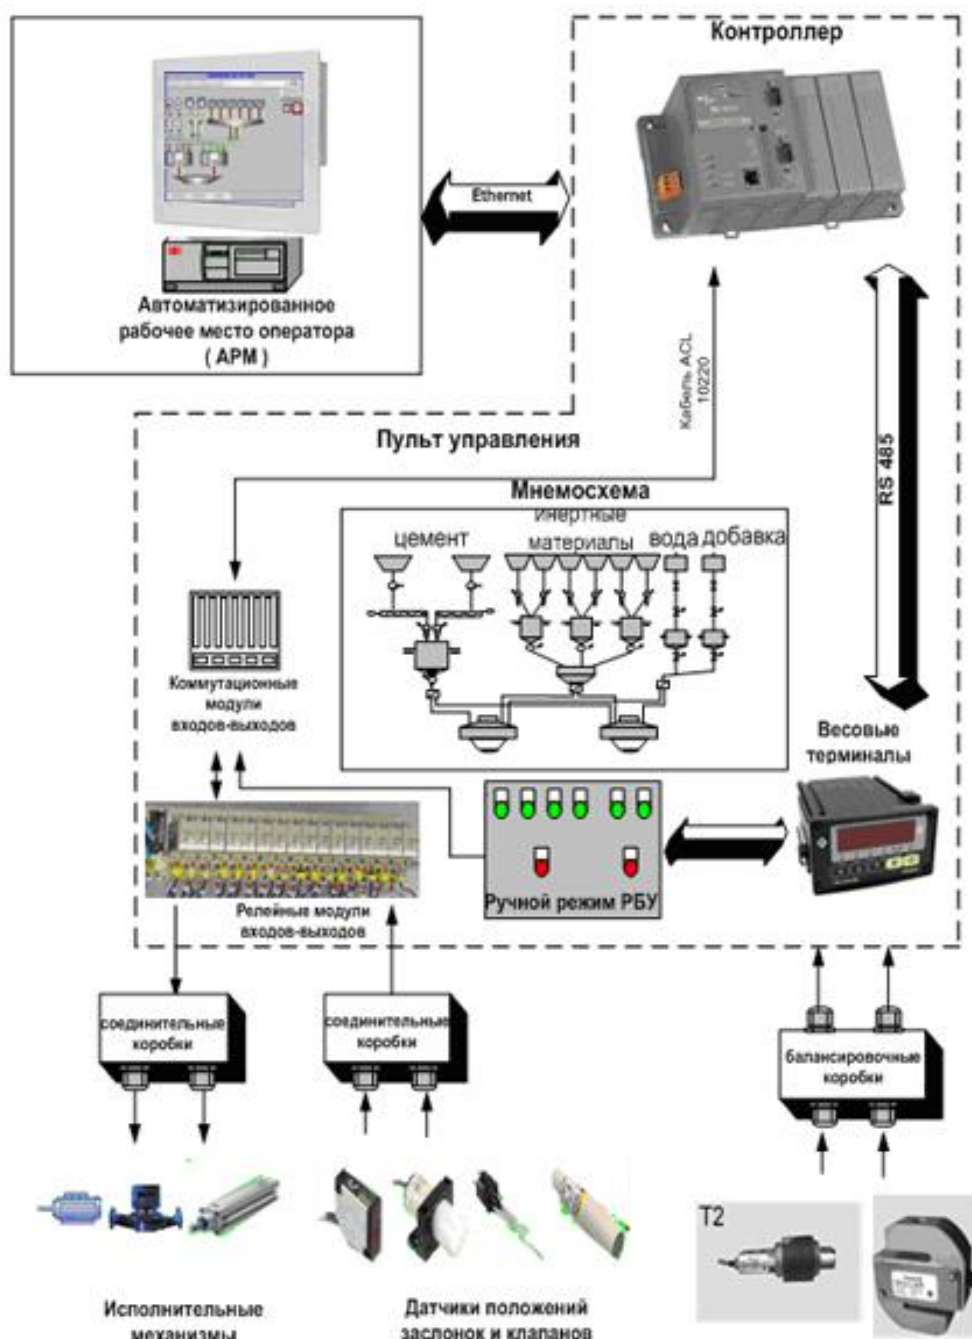 Контроллер
Ethernet
Автоматизированное
рабочее место оператора
( АРМ )
Кабель ACL
10220
RS 485
Пульт управления
Мнемосхема
цемент
инертные
материалы
вода
добавка
Коммутационные
модули
входов-выходов
Весовые
терминалы
Ручной режим РБУ
Релейные модули
входов-выходов
соединительные
коробки
соединительные
коробки
балансировочные
коробки
T2
Исполнительные
механизмы
Датчики положений
заслонок и клапанов